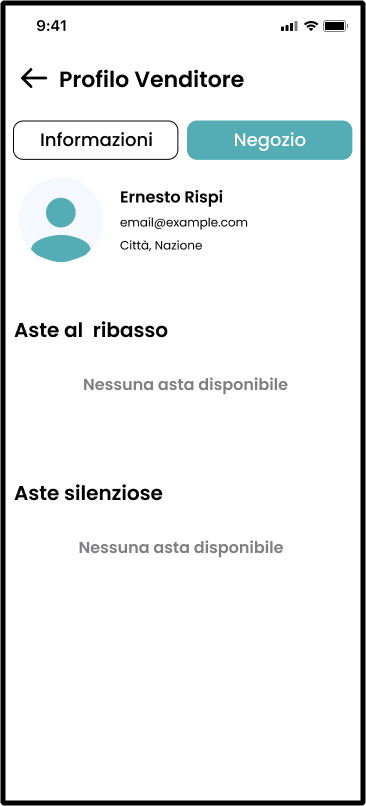 9:41
Profilo Venditore
Informazioni
Negozio
Ernesto Rispi
email@example.com
Città, Nazione
Aste al  ribasso
Nessuna asta disponibile
Aste silenziose
Nessuna asta disponibile